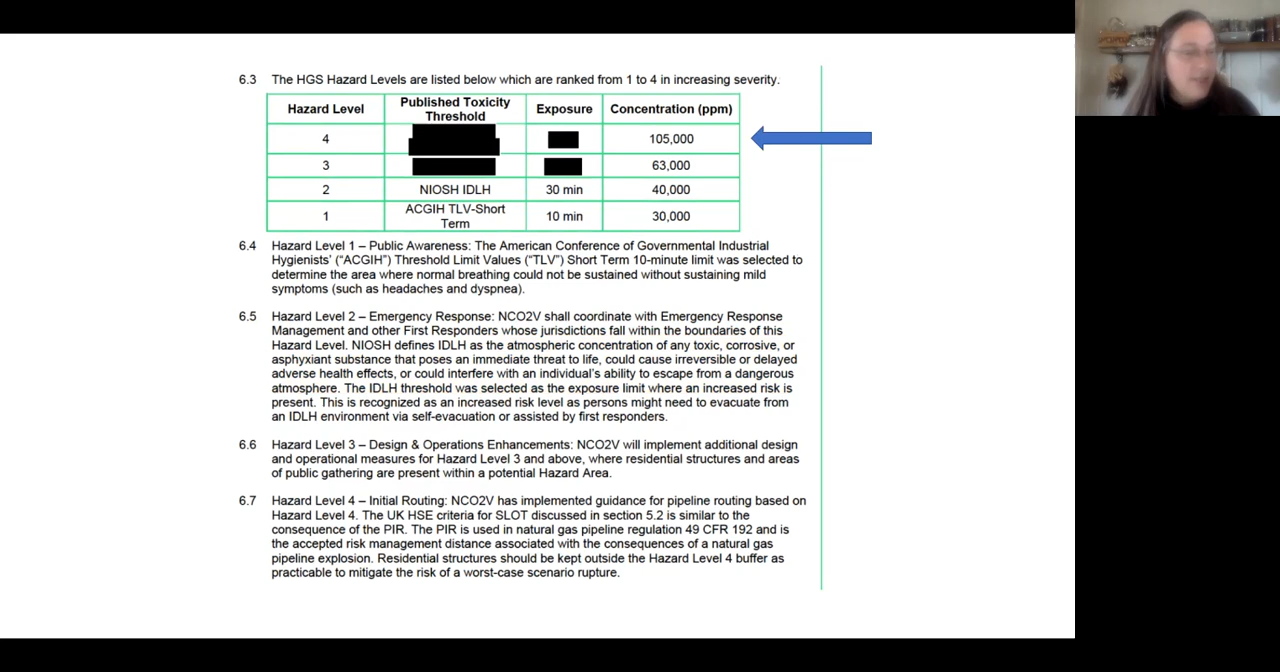 6.3 The HGS Hazard Levels are listed below which are ranked from 1 to 4 in increasing severity.
Hazard Level Published Toxicity Threshold Exposure Concentration (ppm)
4 105,000
3 63,000
2 NIOSH IDLH 30 min 40,000
1 ACGIH TLV-Short Term 10 min 30,000
6.4 Hazard Level 1 – Public Awareness: The American Conference of Governmental Industrial
Hygienists' ("ACGIH") Threshold Limit Values ("TLV") Short Term 10-minute limit was selected to
determine the area where normal breathing could not be sustained without sustaining mild
symptoms (such as headaches and dyspnea).
6.5 Hazard Level 2 – Emergency Response: NCO2V shall coordinate with Emergency Response
Management and other First Responders whose jurisdictions fall within the boundaries of this
Hazard Level. NIOSH defines IDLH as the atmospheric concentration of any toxic, corrosive, or
asphyxiant substance that poses an immediate threat to life, could cause irreversible or delayed
adverse health effects, or could interfere with an individual's ability to escape from a dangerous
atmosphere. The IDLH threshold was selected as the exposure limit where an increased risk is
present. This is recognized as an increased risk level as persons might need to evacuate from
an IDLH environment via self-evacuation or assisted by first responders.
6.6 Hazard Level 3 – Design & Operations Enhancements: NCO2V will implement additional design
and operational measures for Hazard Level 3 and above, where residential structures and areas
of public gathering are present within a potential Hazard Area.
6.7 Hazard Level 4 – Initial Routing: NCO2V has implemented guidance for pipeline routing based on
Hazard Level 4. The UK HSE criteria for SLOT discussed in section 5.2 is similar to the
consequence of the PIR. The PIR is used in natural gas pipeline regulation 49 CFR 192 and is
the accepted risk management distance associated with the consequences of a natural gas
pipeline explosion. Residential structures should be kept outside the Hazard Level 4 buffer as
practicable to mitigate the risk of a worst-case scenario rupture.